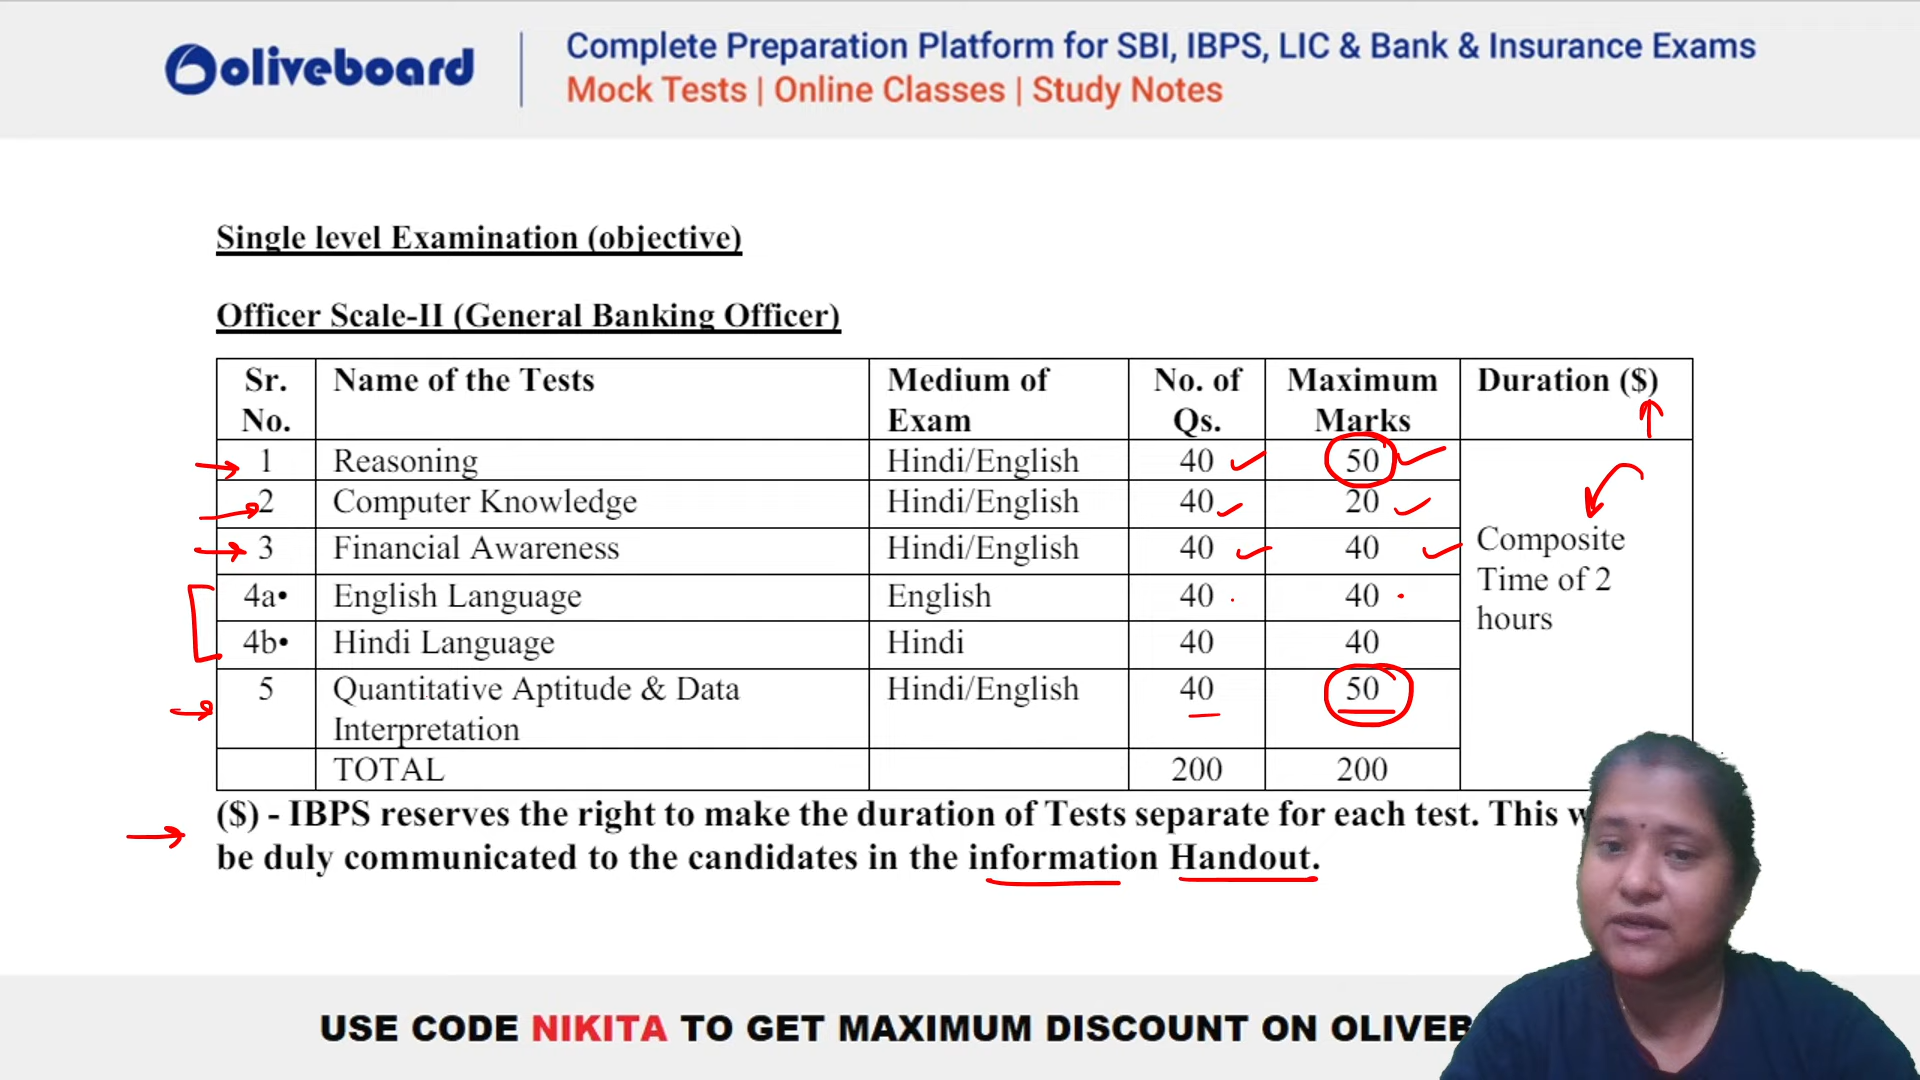 oliveboard
Complete Preparation Platform for SBI, IBPS, LIC & Bank & Insurance Exams
Mock Tests | Online Classes | Study Notes
Single level Examination (objective)
Officer Scale-II (General Banking Officer)
Sr. No. Name of the Tests Medium of Exam No. of Qs. Maximum Marks Duration ($)
1 Reasoning Hindi/English 40 50
2 Computer Knowledge Hindi/English 40 20
3 Financial Awareness Hindi/English 40 40
4a• English Language English 40 40
4b• Hindi Language Hindi 40 40
5 Quantitative Aptitude & Data Interpretation Hindi/English 40 50
TOTAL 200 200
Composite
Time of 2
hours
($) - IBPS reserves the right to make the duration of Tests separate for each test. This
be duly communicated to the candidates in the information Handout.
USE CODE NIKITA TO GET MAXIMUM DISCOUNT ON OLIVEB